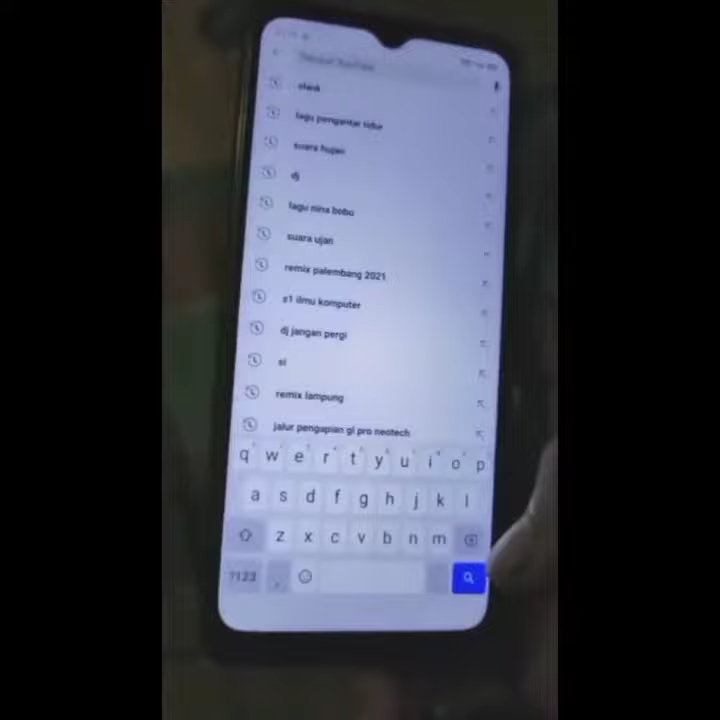 lagu pengantar tidur
suara hujan
dj
lagu nina bobo
suara ujan
remix palembang 2021
s1 ilmu komputer
dj jangan pergi
si
remix lampung
jalur pengapian gl pro neotech
q w e r t y u i o p
a s d f g h j k l
z x c v b n m
?123 ,